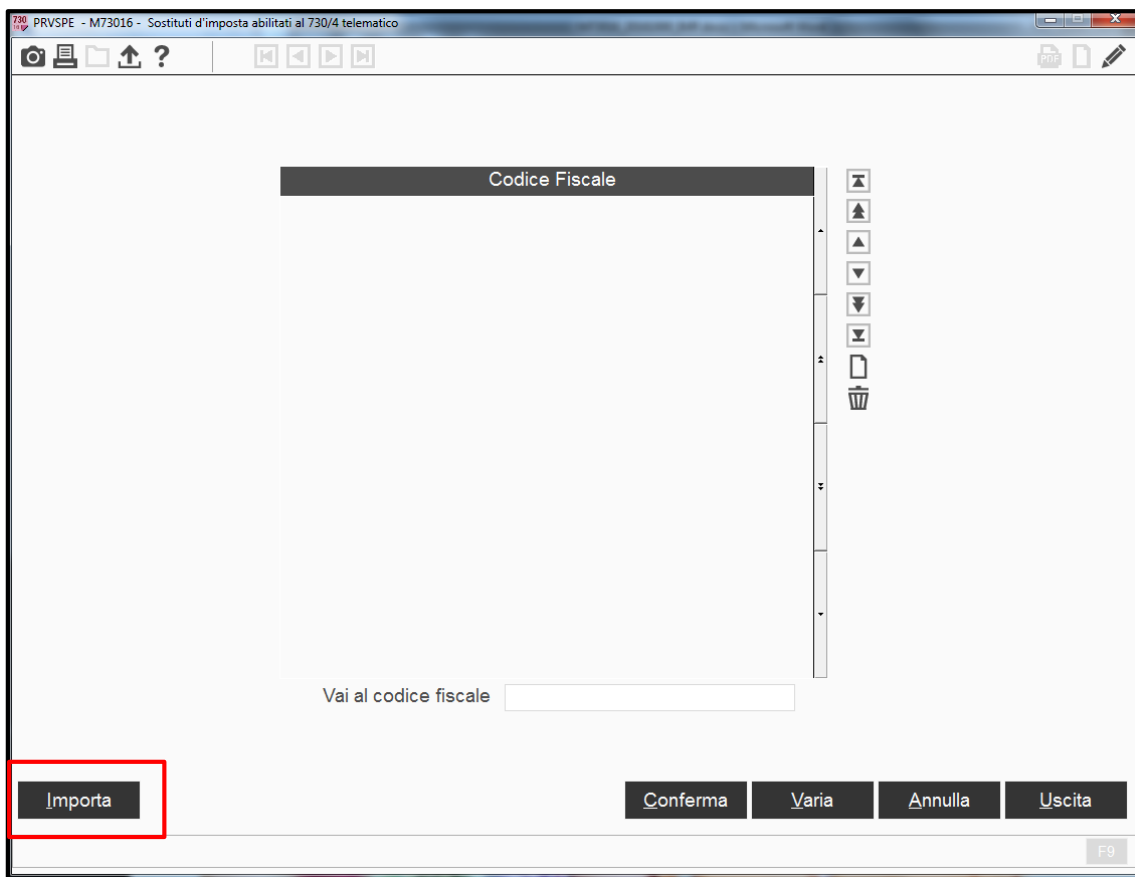 PRVSPE - M73016 - Sostituti d'imposta abilitati al 730/4 telematico
?
PDF
Codice Fiscale
Vai al codice fiscale
Importa
Conferma
Varia
Annulla
Uscita
F9